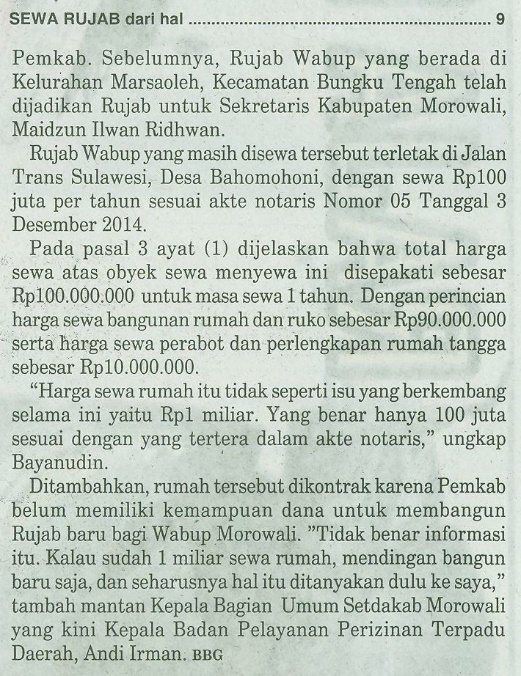 SEWA RUJAB dari hal ........................................................................ 9
Pemkab. Sebelumnya, Rujab Wabup yang berada di
Kelurahan Marsaoleh, Kecamatan Bungku Tengah telah
dijadikan Rujab untuk Sekretaris Kabupaten Morowali,
Maidzun Ilwan Ridhwan.
Rujab Wabup yang masih disewa tersebut terletak di Jalan
Trans Sulawesi, Desa Bahomohoni, dengan sewa Rp100
juta per tahun sesuai akte notaris Nomor 05 Tanggal 3
Desember 2014.
Pada pasal 3 ayat (1) dijelaskan bahwa total harga
sewa atas obyek sewa menyewa ini disepakati sebesar
Rp100.000.000 untuk masa sewa 1 tahun. Dengan perincian
harga sewa bangunan rumah dan ruko sebesar Rp90.000.000
serta harga sewa perabot dan perlengkapan rumah tangga
sebesar Rp10.000.000.
“Harga sewa rumah itu tidak seperti isu yang berkembang
selama ini yaitu Rp1 miliar. Yang benar hanya 100 juta
sesuai dengan yang tertera dalam akte notaris,” ungkap
Bayanudin.
Ditambahkan, rumah tersebut dikontrak karena Pemkab
belum memiliki kemampuan dana untuk membangun
Rujab baru bagi Wabup Morowali. ”Tidak benar informasi
itu. Kalau sudah 1 miliar sewa rumah, mendingan bangun
baru saja, dan seharusnya hal itu ditanyakan dulu ke saya,”
tambah mantan Kepala Bagian Umum Setdakab Morowali
yang kini Kepala Badan Pelayanan Perizinan Terpadu
Daerah, Andi Irman. BBG